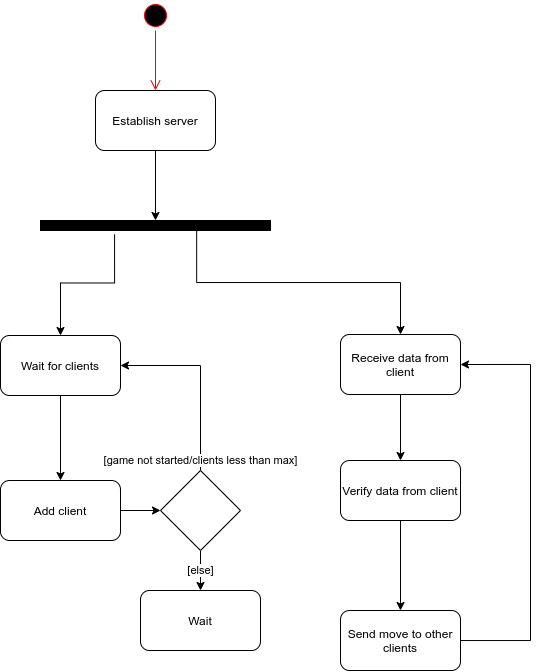 Establish server
Wait for clients
Receive data from
client
[game not started/clients less than max]
Add client
Verify data from client
[else]
Wait
Send move to other
clients